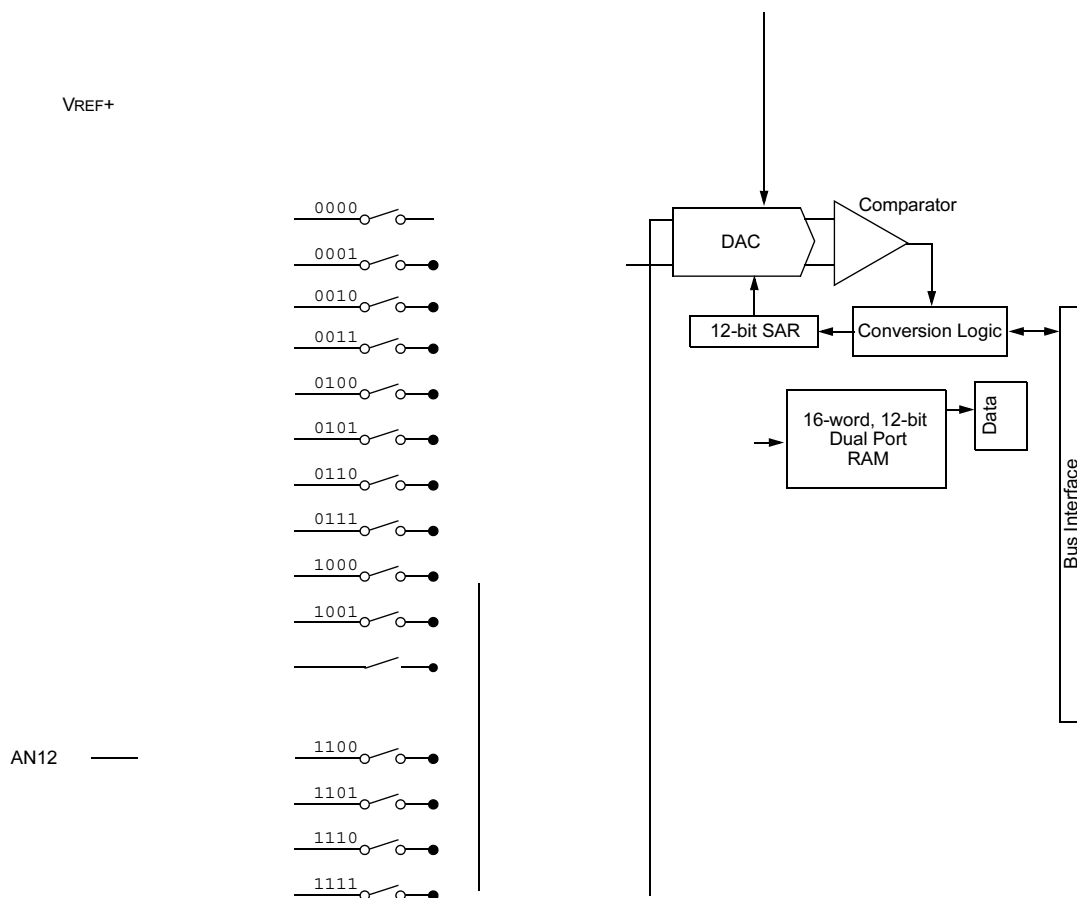 VREF+
0000
Comparator
DAC
0001
0010
12-bit SAR
Conversion Logic
0011
0100
16-word, 12-bit
Dual Port
RAM
Data
0101
0110
Bus Interface
0111
1000
1001
AN12
1100
1101
1110
1111